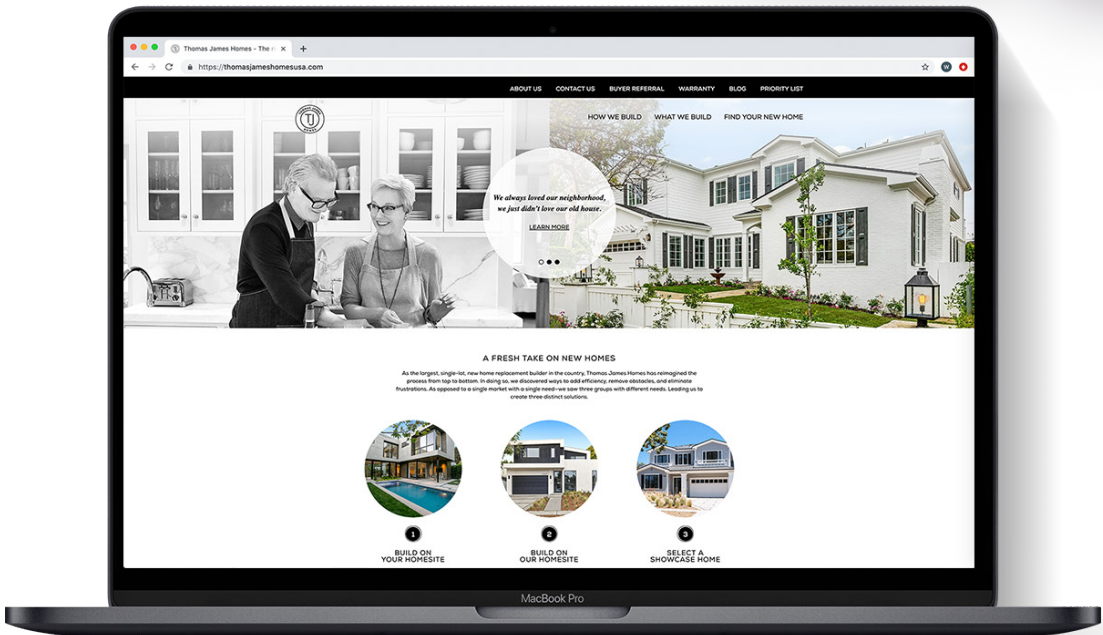 Thomas James Homes - The r
https://thomasjameshomesusa.com
W
ABOUT US CONTACT US BUYER REFERRAL WARRANTY BLOG PRIORITY LIST
THOMAS JAMES
TJ
HOMES
HOW WE BUILD WHAT WE BUILD FIND YOUR NEW HOME
We always loved our neighborhood,
we just didn't love our old house.
LEARN MORE
A FRESH TAKE ON NEW HOMES
As the largest, single-lot, new home replacement builder in the country, Thomas James Homes has reimagined the
process from top to bottom. In doing so, we discovered ways to add efficiency, remove obstacles, and eliminate
frustrations. As opposed to a single market with a single need—we saw three groups with different needs. Leading us to
create three distinct solutions.
1 2 3
BUILD ON BUILD ON SELECT A
YOUR HOMESITE OUR HOMESITE SHOWCASE HOME
MacBook Pro